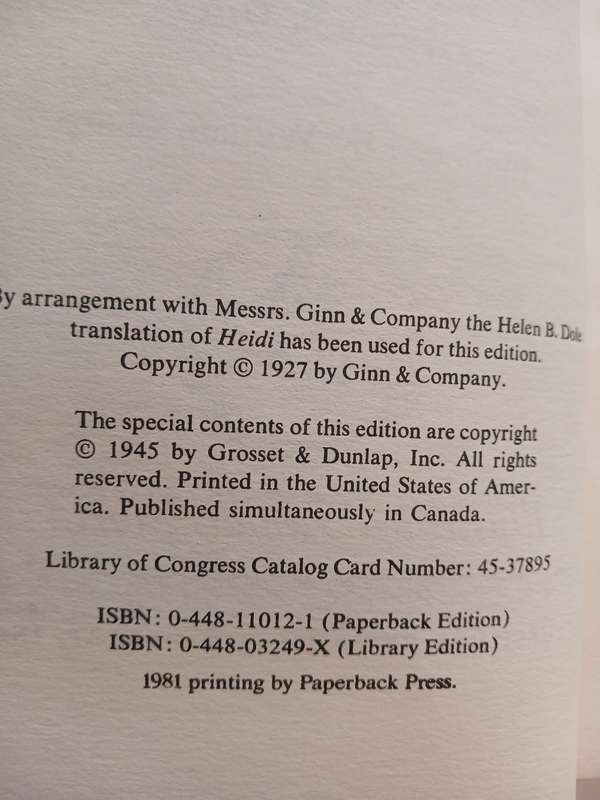 By arrangement with Messrs. Ginn & Company the Helen B. Dole
translation of Heidi has been used for this edition.
Copyright © 1927 by Ginn & Company.
The special contents of this edition are copyright
© 1945 by Grosset & Dunlap, Inc. All rights
reserved. Printed in the United States of Amer-
ica. Published simultaneously in Canada.
Library of Congress Catalog Card Number: 45-37895
ISBN: 0-448-11012-1 (Paperback Edition)
ISBN: 0-448-03249-X (Library Edition)
1981 printing by Paperback Press.